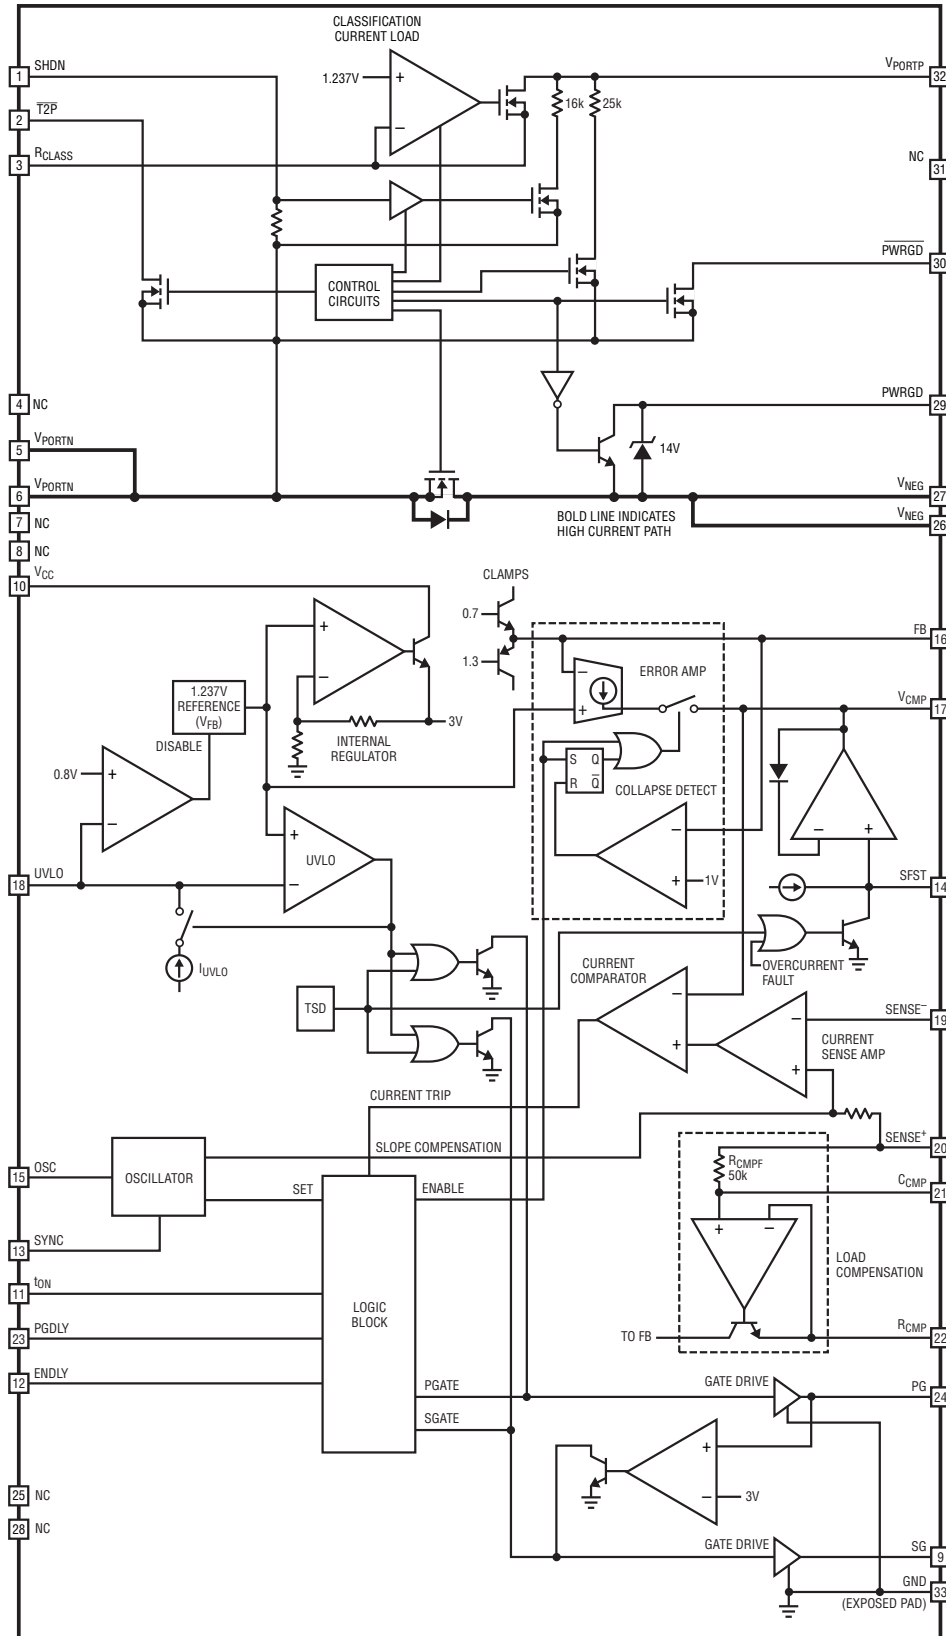 CLASSIFICATION
CURRENT LOAD
1 SHDN
1.237V
+
−
VPORTP 32
2 T2P
16k
25k
3 RCLASS
NC 31
PWRGD 30
CONTROL
CIRCUITS
4 NC
PWRGD 29
5 VPORTN
14V
6 VPORTN
VNEG 27
7 NC
BOLD LINE INDICATES
HIGH CURRENT PATH
VNEG 26
8 NC
10 VCC
CLAMPS
0.7
FB 16
1.3
+
−
ERROR AMP
−
+
1.237V
REFERENCE
(VFB)
VCMP 17
3V
INTERNAL
REGULATOR
DISABLE
0.8V
+
−
S Q
R Q
COLLAPSE DETECT
−
+
1V
− +
+
UVLO
−
18 UVLO
SFST 14
IUVLO
OVERCURRENT
FAULT
TSD
CURRENT
COMPARATOR
−
+
SENSE− 19
−
+
CURRENT
SENSE AMP
CURRENT TRIP
SLOPE COMPENSATION
SENSE+ 20
15 OSC
OSCILLATOR
RCMPF
50k
CCMP 21
SET
ENABLE
13 SYNC
+ −
LOAD
COMPENSATION
11 tON
LOGIC
BLOCK
TO FB
RCMP 22
23 PGDLY
12 ENDLY
PGATE
GATE DRIVE
PG 24
SGATE
+
−
3V
25 NC
28 NC
GATE DRIVE
SG 9
GND
(EXPOSED PAD) 33